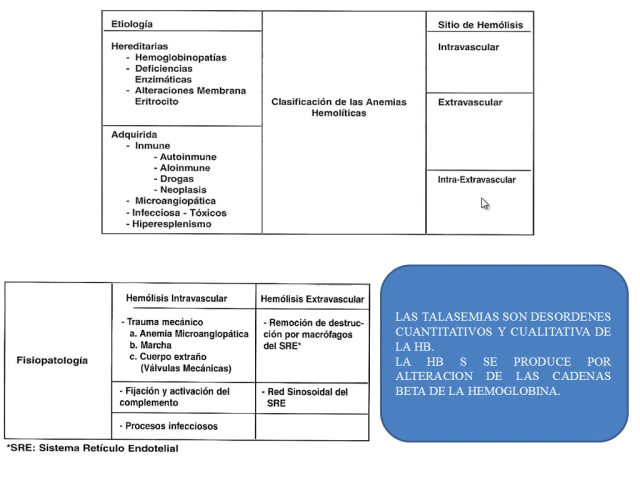 Etiología
Hereditarias
- Hemoglobinopatías
- Deficiencias
Enzimáticas
- Alteraciones Membrana
Eritrocito
Adquirida
- Inmune
- Autoinmune
- Aloinmune
- Drogas
- Neoplasis
- Microangiopática
- Infecciosa - Tóxicos
- Hiperesplenismo
Clasificación de las Anemias
Hemolíticas
Sitio de Hemólisis
Intravascular
Extravascular
Intra-Extravascular
Fisiopatología
Hemólisis Intravascular
- Trauma mecánico
a. Anemia Microanglopática
b. Marcha
c. Cuerpo extraño
(Válvulas Mecánicas)
- Fijación y activación del
complemento
- Procesos infecciosos
Hemólisis Extravascular
- Remoción de destruc-
ción por macrófagos
del SRE*
- Red Sinosoidal del
SRE
*SRE: Sistema Retículo Endotelial
LAS TALASEMIAS SON DESORDENES
CUANTITATIVOS Y CUALITATIVA DE
LA HB.
LA HB S SE PRODUCE POR
ALTERACION DE LAS CADENAS
BETA DE LA HEMOGLOBINA.